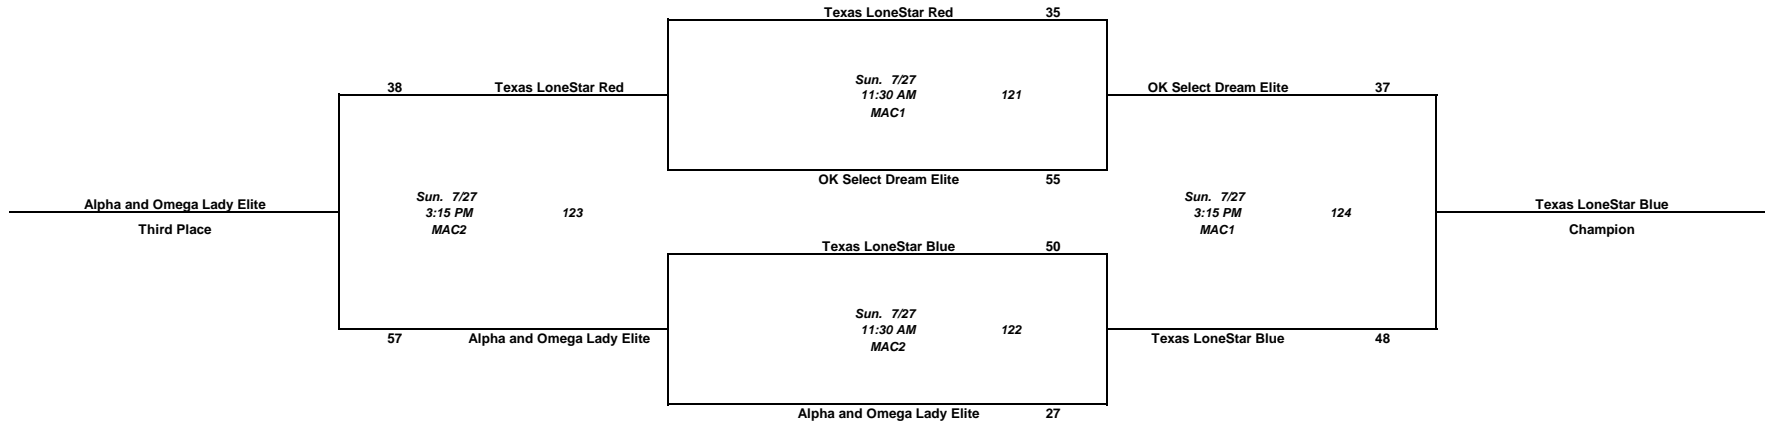 Texas LoneStar Red 35
38 Texas LoneStar Red
Sun. 7/27
11:30 AM 121
MAC1
OK Select Dream Elite 37
OK Select Dream Elite 55
Alpha and Omega Lady Elite
Third Place
Sun. 7/27
3:15 PM 123
MAC2
Sun. 7/27
3:15 PM 124
MAC1
Texas LoneStar Blue
Champion
Texas LoneStar Blue 50
Sun. 7/27
11:30 AM 122
MAC2
57 Alpha and Omega Lady Elite
Texas LoneStar Blue 48
Alpha and Omega Lady Elite 27